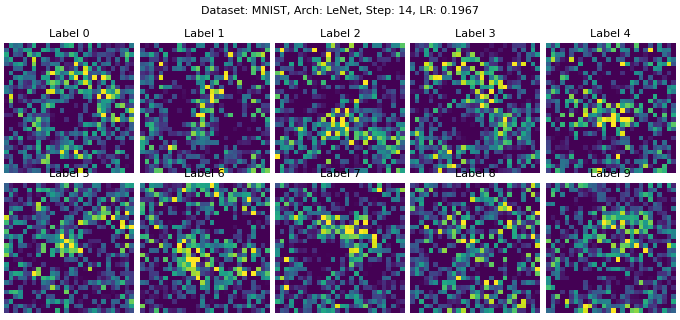 Dataset: MNIST, Arch: LeNet, Step: 14, LR: 0.1967
Label 0 Label 1 Label 2 Label 3 Label 4
Label 5 Label 6 Label 7 Label 8 Label 9